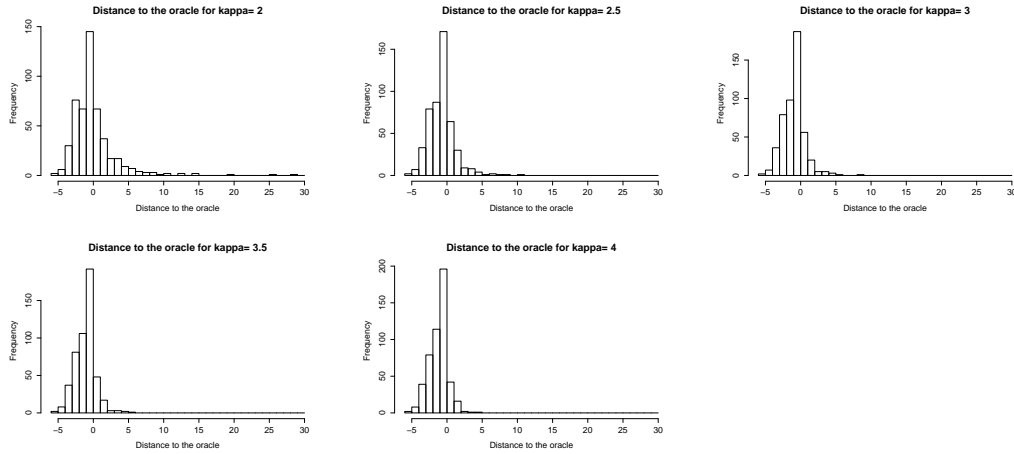 Distance to the oracle for kappa= 2
Frequency
0 50 100 150
−5 0 5 10 15 20 25 30
Distance to the oracle
Distance to the oracle for kappa= 2.5
Frequency
0 50 100 150
−5 0 5 10 15 20 25 30
Distance to the oracle
Distance to the oracle for kappa= 3
Frequency
0 50 100 150
−5 0 5 10 15 20 25 30
Distance to the oracle
Distance to the oracle for kappa= 3.5
Frequency
0 50 100 150
−5 0 5 10 15 20 25 30
Distance to the oracle
Distance to the oracle for kappa= 4
Frequency
0 50 100 150 200
−5 0 5 10 15 20 25 30
Distance to the oracle